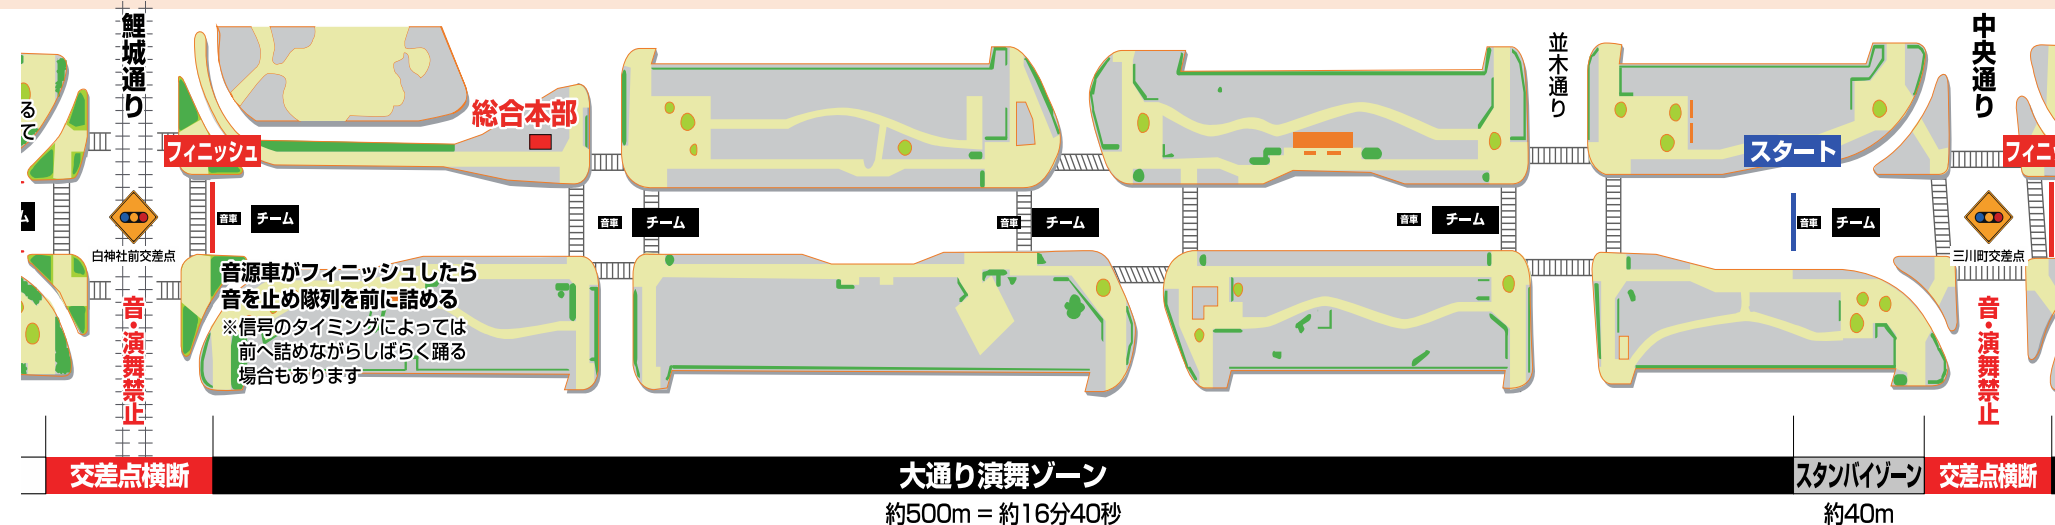 鯉城通り
中央通り
並木通り
るて
総合本部
フィニッシュ
スタート
フィニ
ム
音車
チーム
音車
チーム
音車
チーム
音車
チーム
音車
チーム
白神社前交差点
三川町交差点
音源車がフィニッシュしたら
音を止め隊列を前に詰める
※信号のタイミングによっては
前へ詰めながらしばらく踊る
場合もあります
音・演舞禁止
音・演舞禁止
交差点横断
大通り演舞ゾーン
スタンバイゾーン
交差点横断
約500m = 約16分40秒
約40m